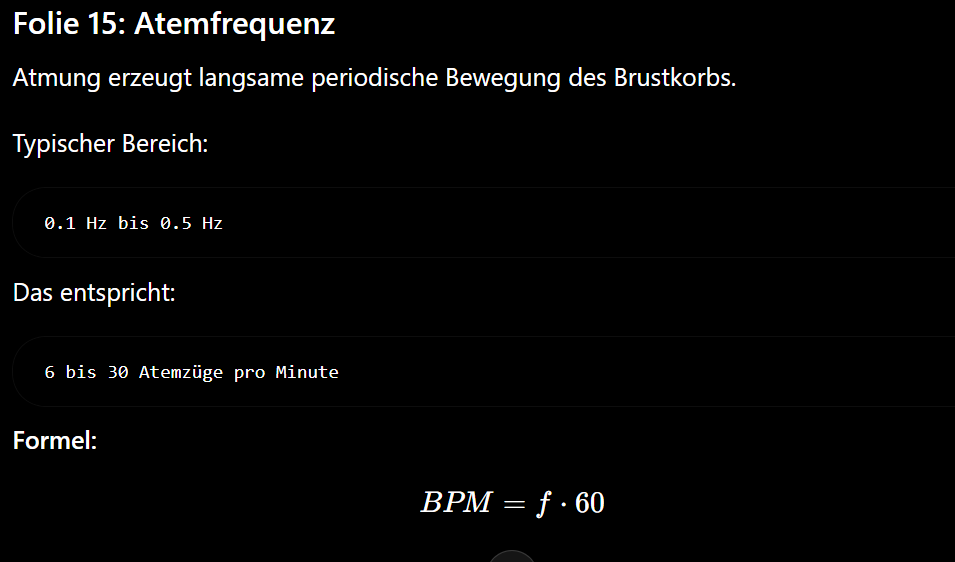 Folie 15: Atemfrequenz
Atmung erzeugt langsame periodische Bewegung des Brustkorbs.
Typischer Bereich:
0.1 Hz bis 0.5 Hz
Das entspricht:
6 bis 30 Atemzüge pro Minute
Formel:
BPM = f · 60